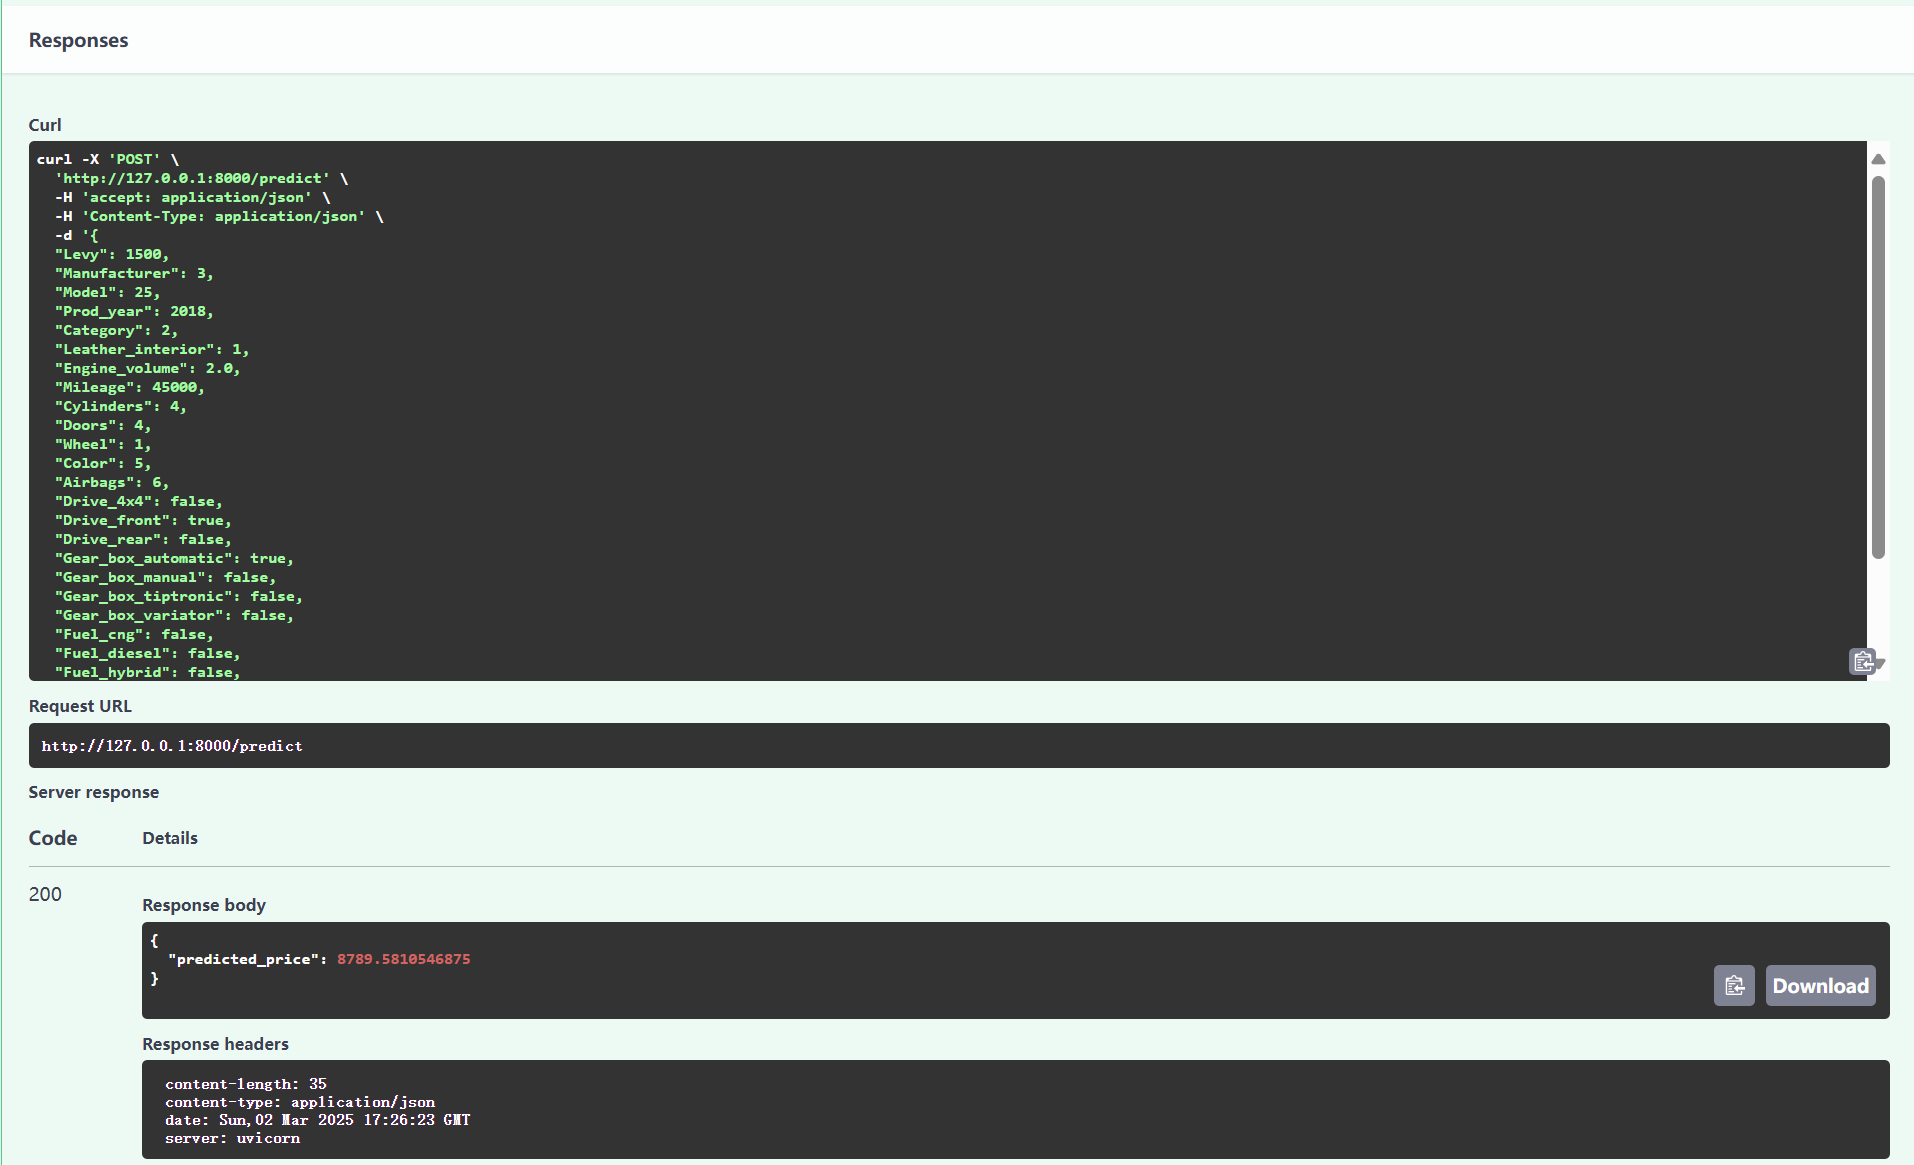 Responses
Curl
curl -X 'POST' \
'http://127.0.0.1:8000/predict' \
-H 'accept: application/json' \
-H 'Content-Type: application/json' \
-d '{
"Levy": 1500,
"Manufacturer": 3,
"Model": 25,
"Prod_year": 2018,
"Category": 2,
"Leather_interior": 1,
"Engine_volume": 2.0,
"Mileage": 45000,
"Cylinders": 4,
"Doors": 4,
"Wheel": 1,
"Color": 5,
"Airbags": 6,
"Drive_4x4": false,
"Drive_front": true,
"Drive_rear": false,
"Gear_box_automatic": true,
"Gear_box_manual": false,
"Gear_box_tiptronic": false,
"Gear_box_variator": false,
"Fuel_cng": false,
"Fuel_diesel": false,
"Fuel_hybrid": false,
Request URL
http://127.0.0.1:8000/predict
Server response
Code Details
200
Response body
{
"predicted_price": 8789.5810546875
}
Download
Response headers
content-length: 35
content-type: application/json
date: Sun,02 Mar 2025 17:26:23 GMT
server: uvicorn